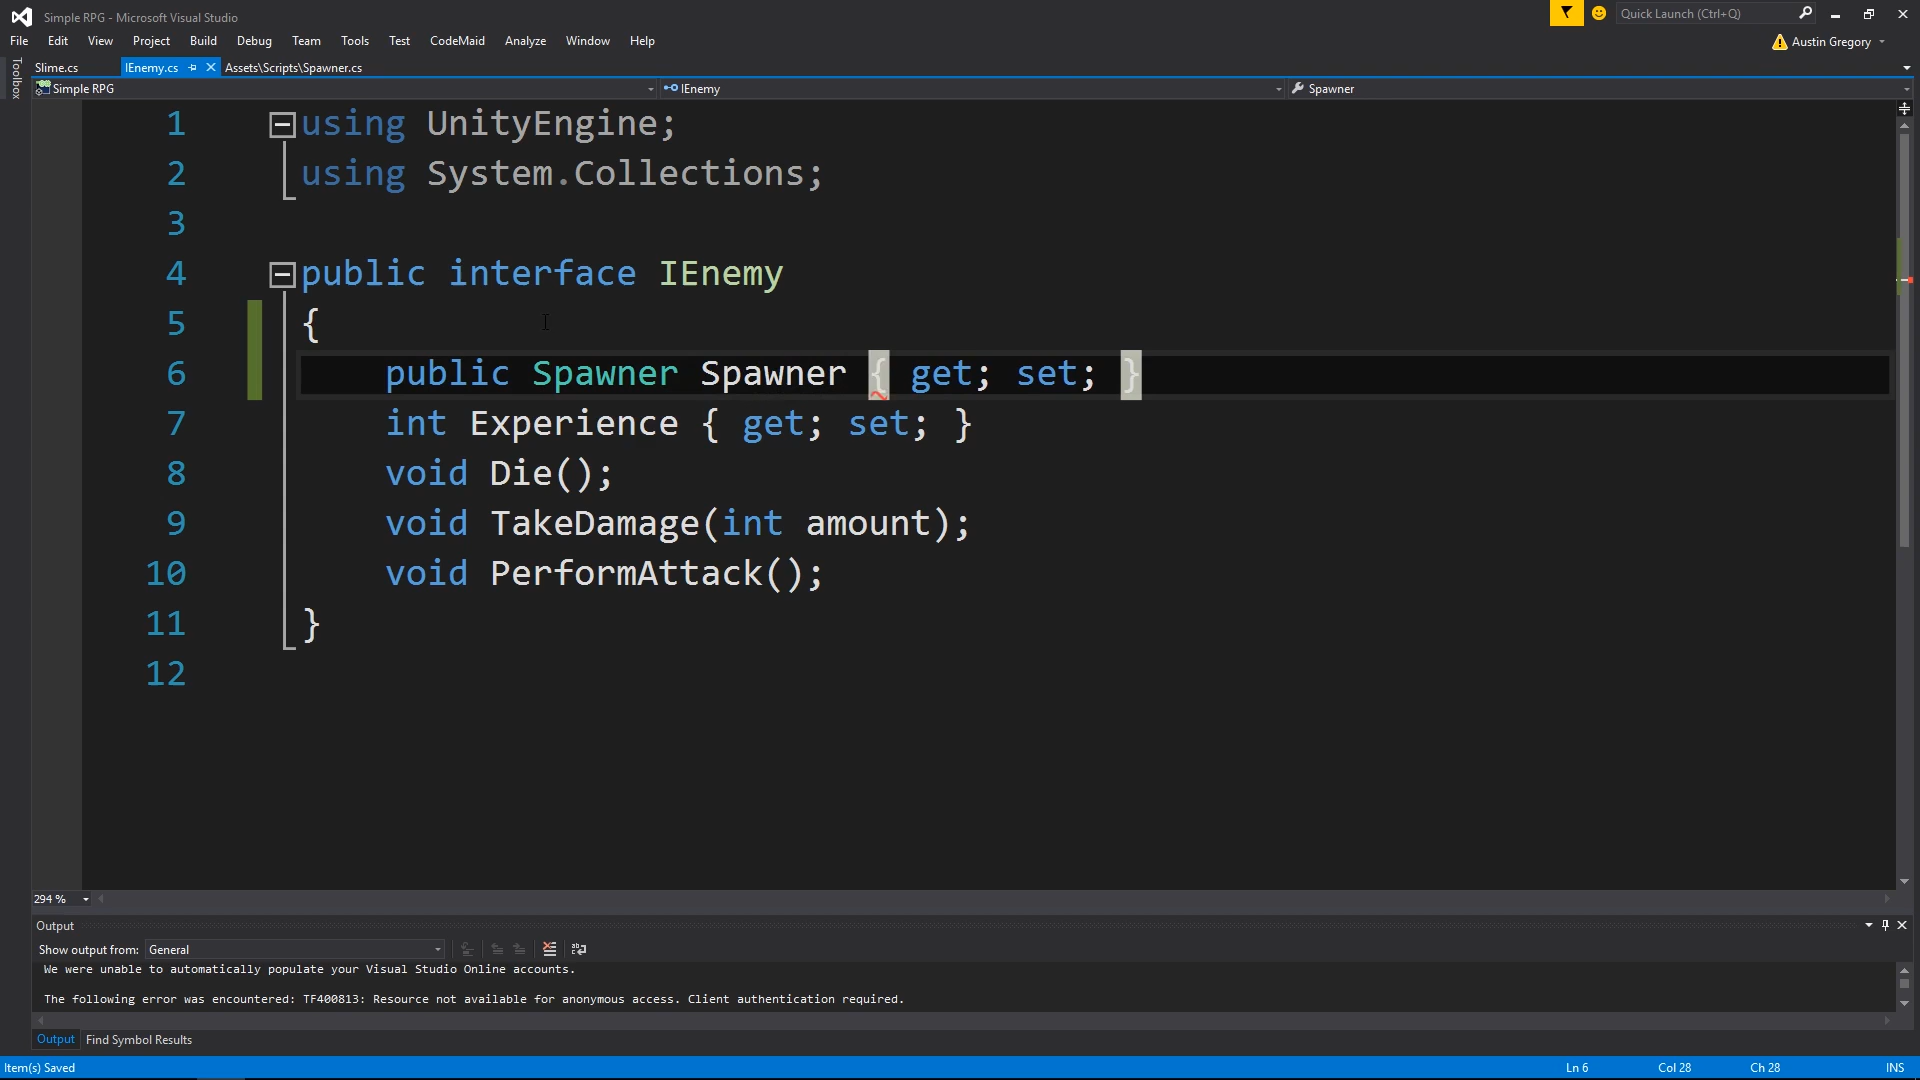 Simple RPG - Microsoft Visual Studio
Quick Launch (Ctrl+Q)
File Edit View Project Build Debug Team Tools Test CodeMaid Analyze Window Help
Austin Gregory
Toolbox
Slime.cs IEnemy.cs Assets\Scripts\Spawner.cs
Simple RPG IEnemy Spawner
1 using UnityEngine;
2 using System.Collections;
3
4 public interface IEnemy
5 {
6 public Spawner Spawner { get; set; }
7 int Experience { get; set; }
8 void Die();
9 void TakeDamage(int amount);
10 void PerformAttack();
11 }
12
294 %
Output
Show output from: General
We were unable to automatically populate your Visual Studio Online accounts.
The following error was encountered: TF400813: Resource not available for anonymous access. Client authentication required.
Output Find Symbol Results
Item(s) Saved Ln 6 Col 28 Ch 28 INS